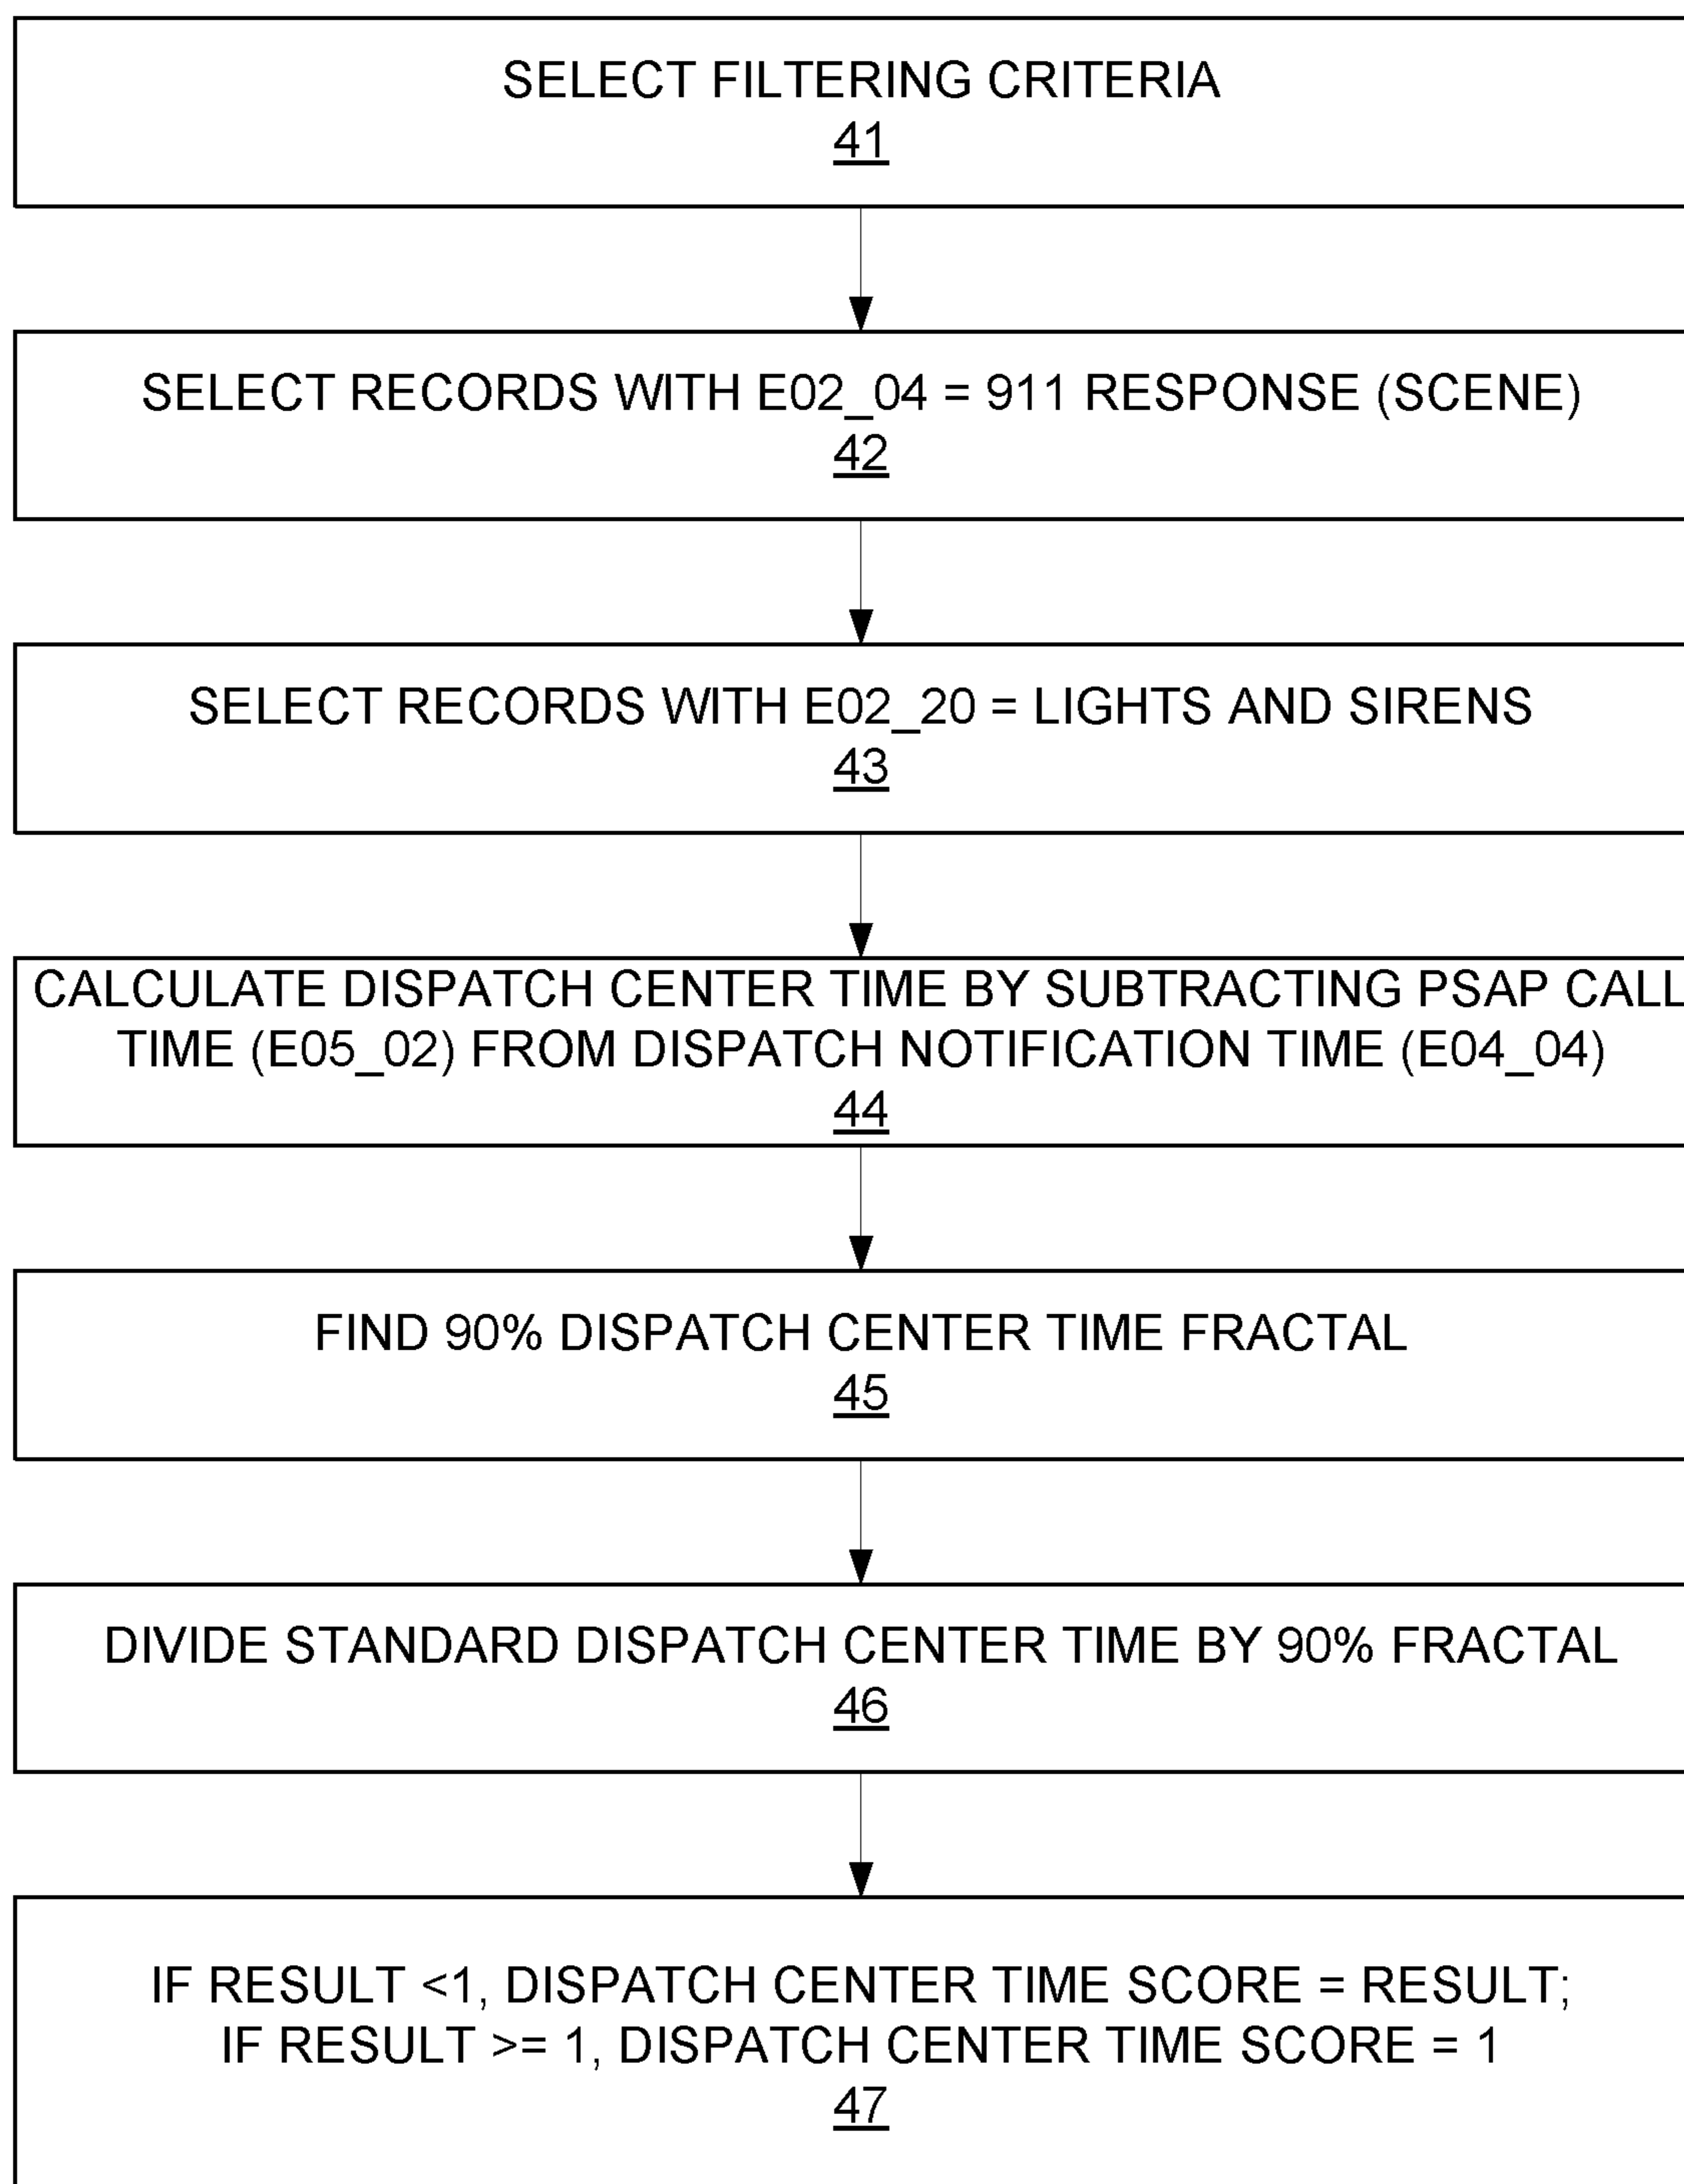 SELECT FILTERING CRITERIA
41
SELECT RECORDS WITH E02_04 = 911 RESPONSE (SCENE)
42
SELECT RECORDS WITH E02_20 = LIGHTS AND SIRENS
43
CALCULATE DISPATCH CENTER TIME BY SUBTRACTING PSAP CALL
TIME (E05_02) FROM DISPATCH NOTIFICATION TIME (E04_04)
44
FIND 90% DISPATCH CENTER TIME FRACTAL
45
DIVIDE STANDARD DISPATCH CENTER TIME BY 90% FRACTAL
46
IF RESULT <1, DISPATCH CENTER TIME SCORE = RESULT;
IF RESULT >= 1, DISPATCH CENTER TIME SCORE = 1
47